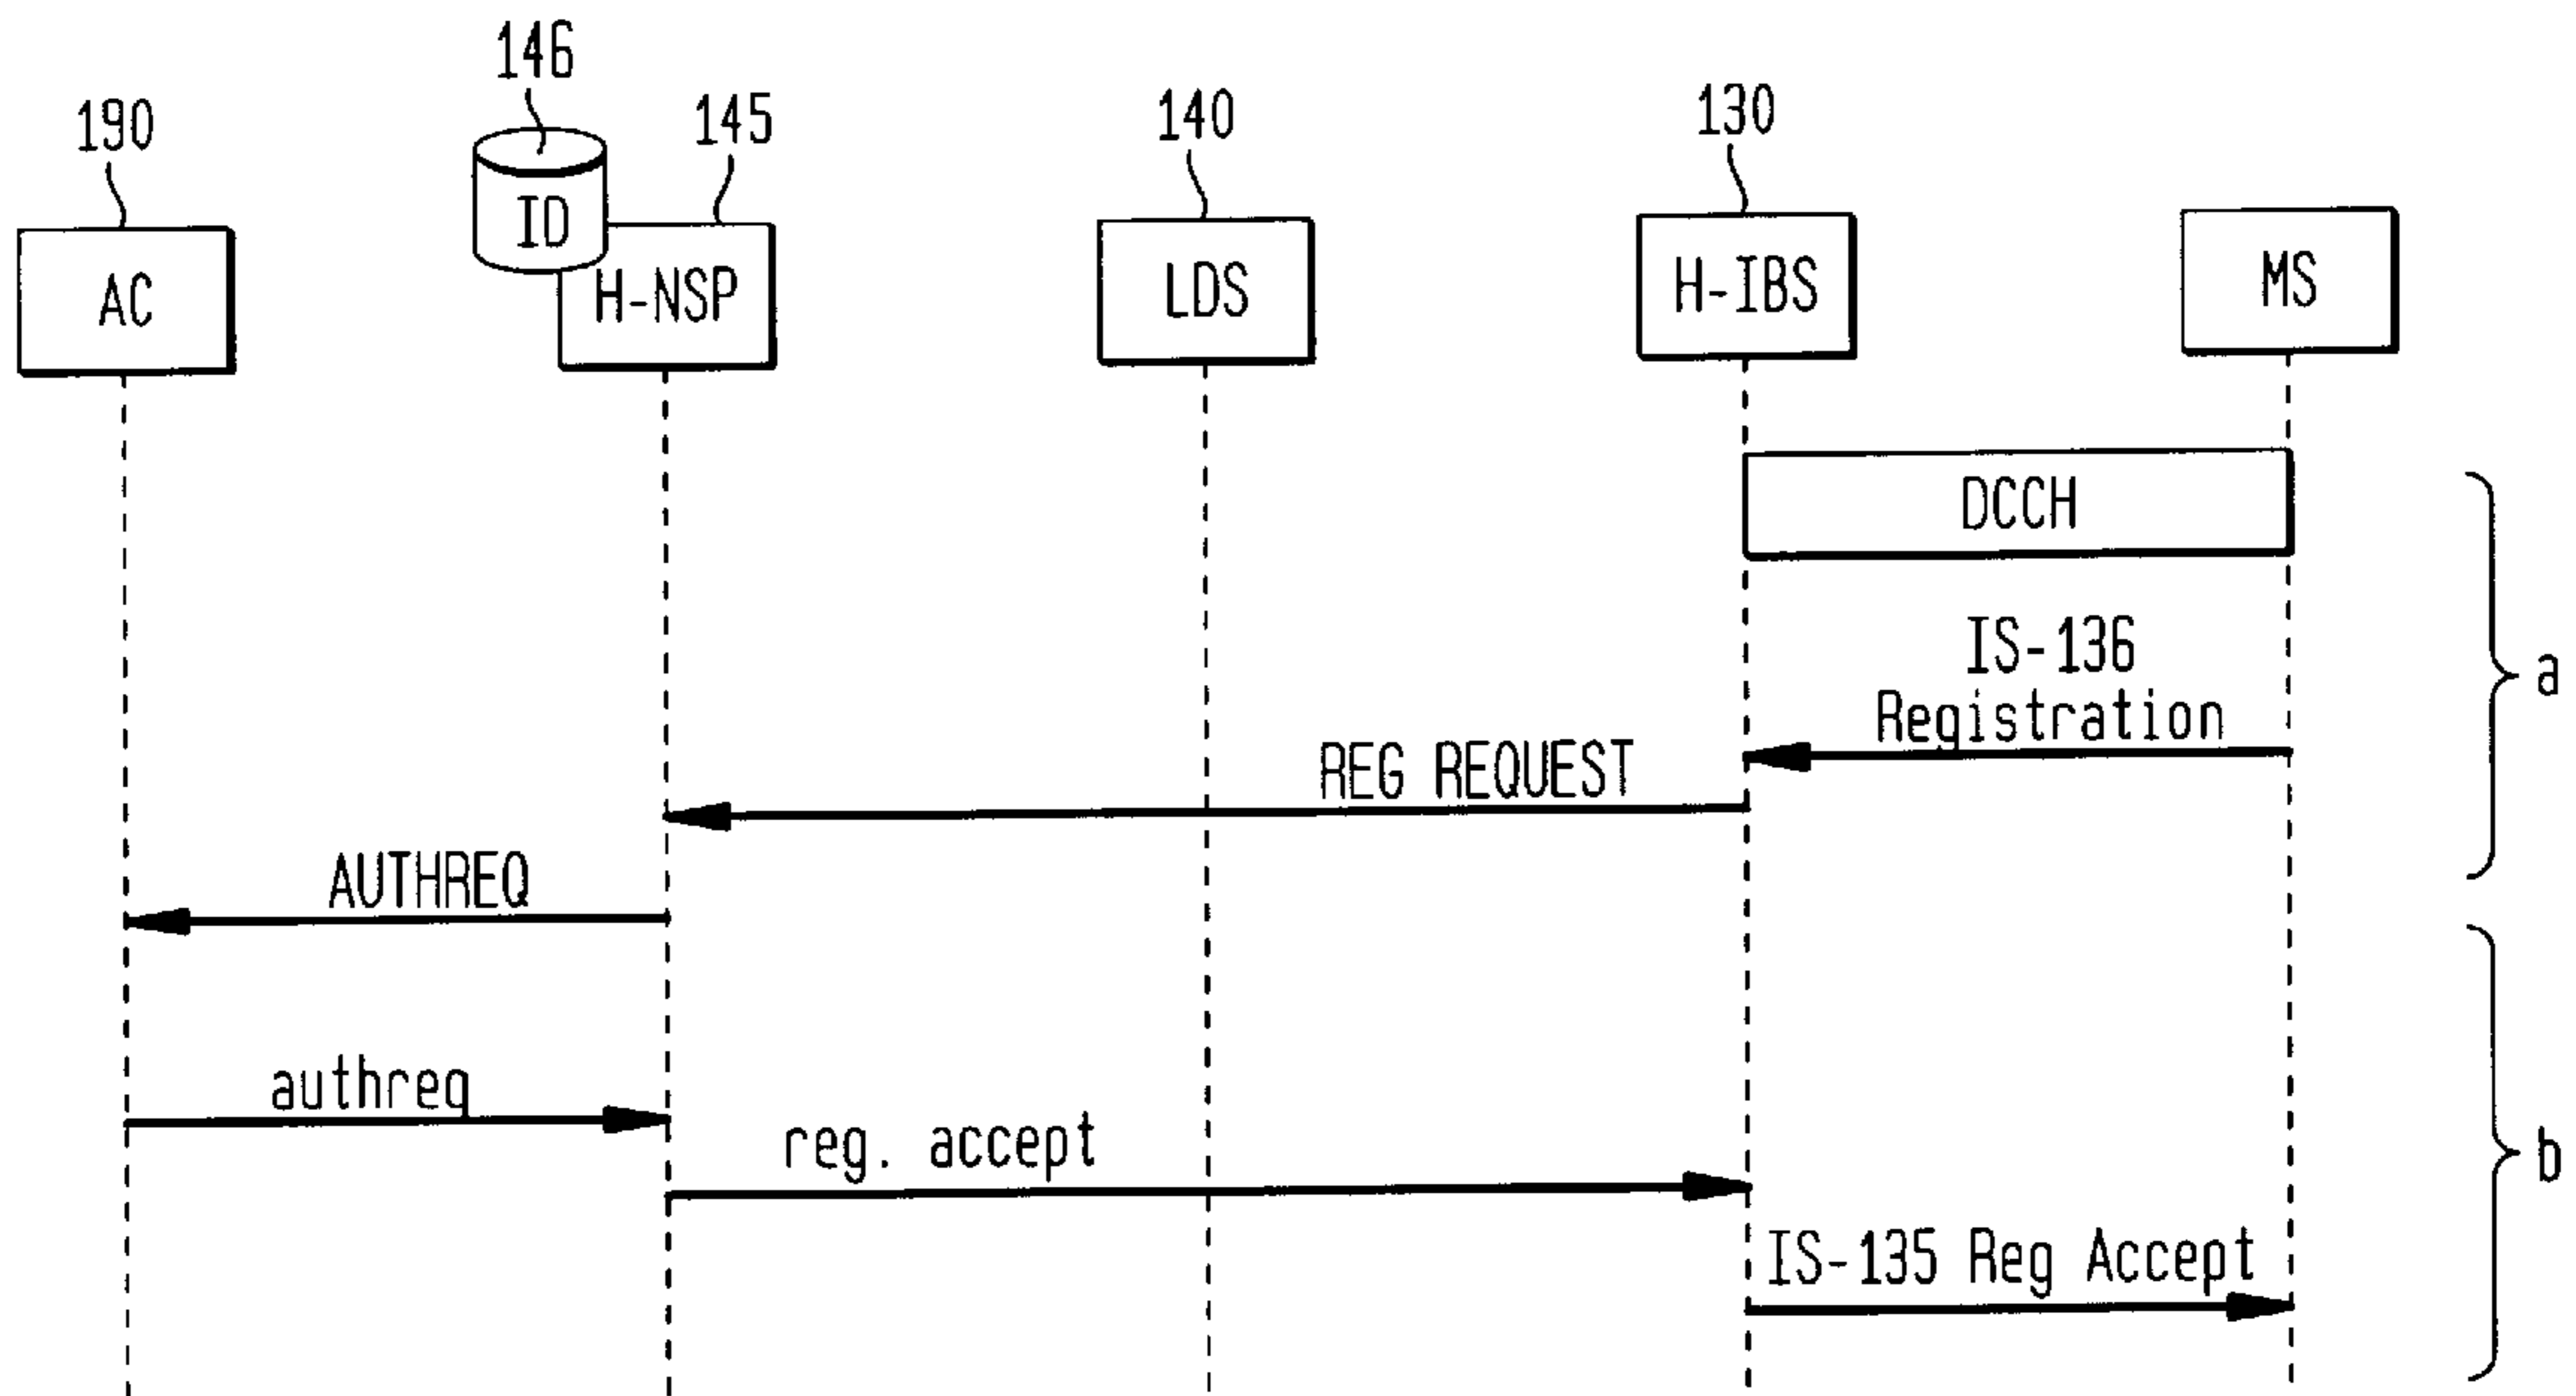 146
190
145
140
130
ID
AC
H-NSP
LDS
H-IBS
MS
DCCH
IS-136
Registration
a
REG REQUEST
AUTHREQ
authreq
reg. accept
b
IS-135 Reg Accept